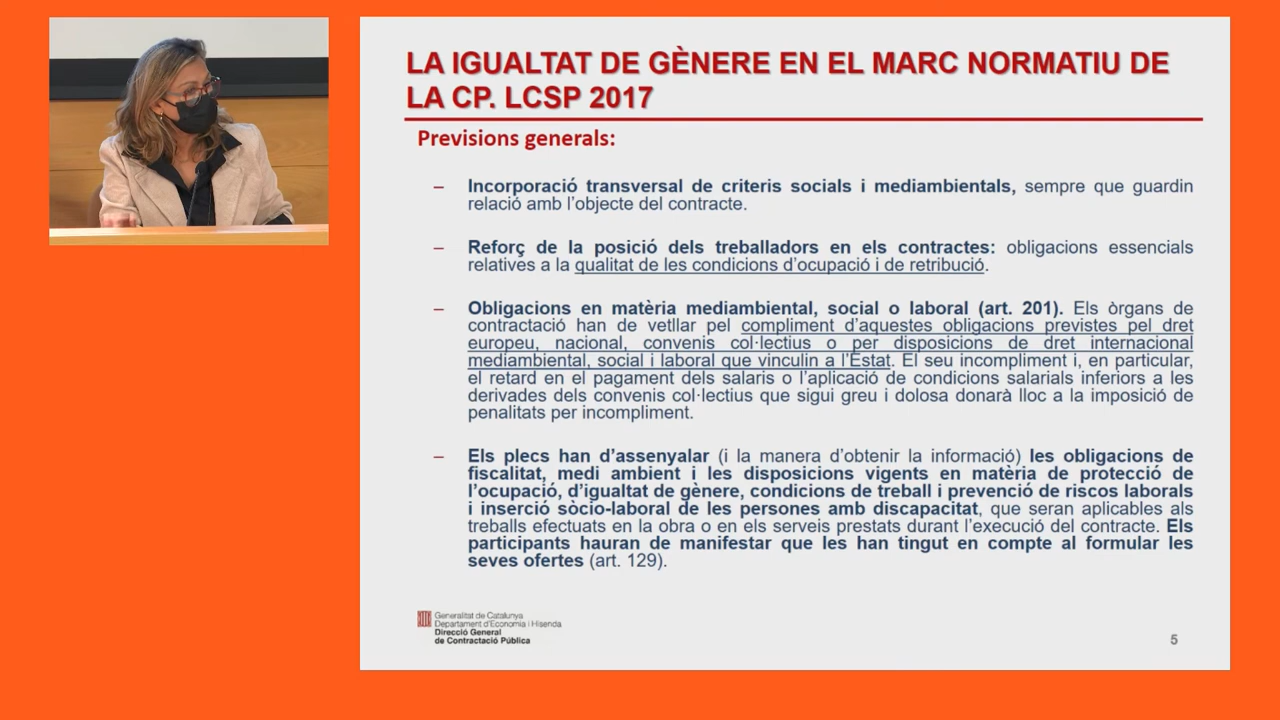 LA IGUALTAT DE GÈNERE EN EL MARC NORMATIU DE
LA CP. LCSP 2017
Previsions generals:
– Incorporació transversal de criteris socials i mediambientals, sempre que guardin
relació amb l’objecte del contracte.
– Reforç de la posició dels treballadors en els contractes: obligacions essencials
relatives a la qualitat de les condicions d’ocupació i de retribució.
– Obligacions en matèria mediambiental, social o laboral (art. 201). Els òrgans de
contractació han de vetllar pel compliment d’aquestes obligacions previstes pel dret
europeu, nacional, convenis col·lectius o per disposicions de dret internacional
mediambiental, social i laboral que vinculin a l’Estat. El seu incompliment i, en particular,
el retard en el pagament dels salaris o l’aplicació de condicions salarials inferiors a les
derivades dels convenis col·lectius que sigui greu i dolosa donarà lloc a la imposició de
penalitats per incompliment.
– Els plecs han d’assenyalar (i la manera d’obtenir la informació) les obligacions de
fiscalitat, medi ambient i les disposicions vigents en matèria de protecció de
l’ocupació, d’igualtat de gènere, condicions de treball i prevenció de riscos laborals
i inserció sòcio-laboral de les persones amb discapacitat, que seran aplicables als
treballs efectuats en la obra o en els serveis prestats durant l’execució del contracte. Els
participants hauran de manifestar que les han tingut en compte al formular les
seves ofertes (art. 129).
Generalitat de Catalunya
Departament d’Economia i Hisenda
Direcció General
de Contractació Pública
5